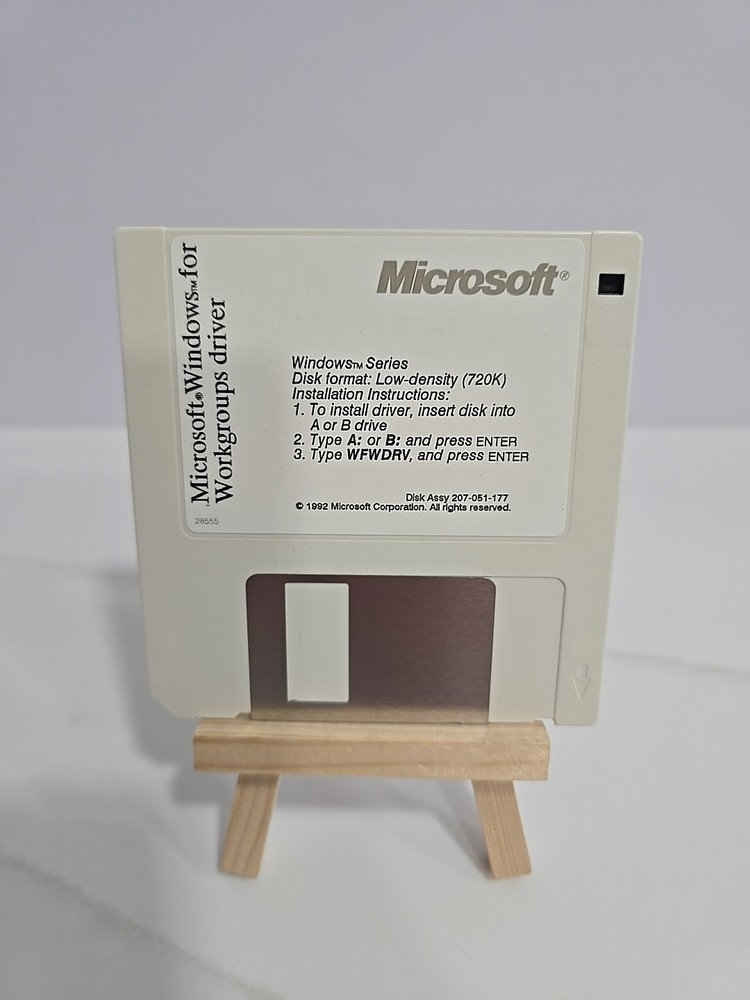 Microsoft® Windows™ for
Workgroups driver
28555
Microsoft®
Windows™ Series
Disk format: Low-density (720K)
Installation Instructions:
1. To install driver, insert disk into
A or B drive
2. Type A: or B: and press ENTER
3. Type WFWDRV, and press ENTER
Disk Assy 207-051-177
© 1992 Microsoft Corporation. All rights reserved.